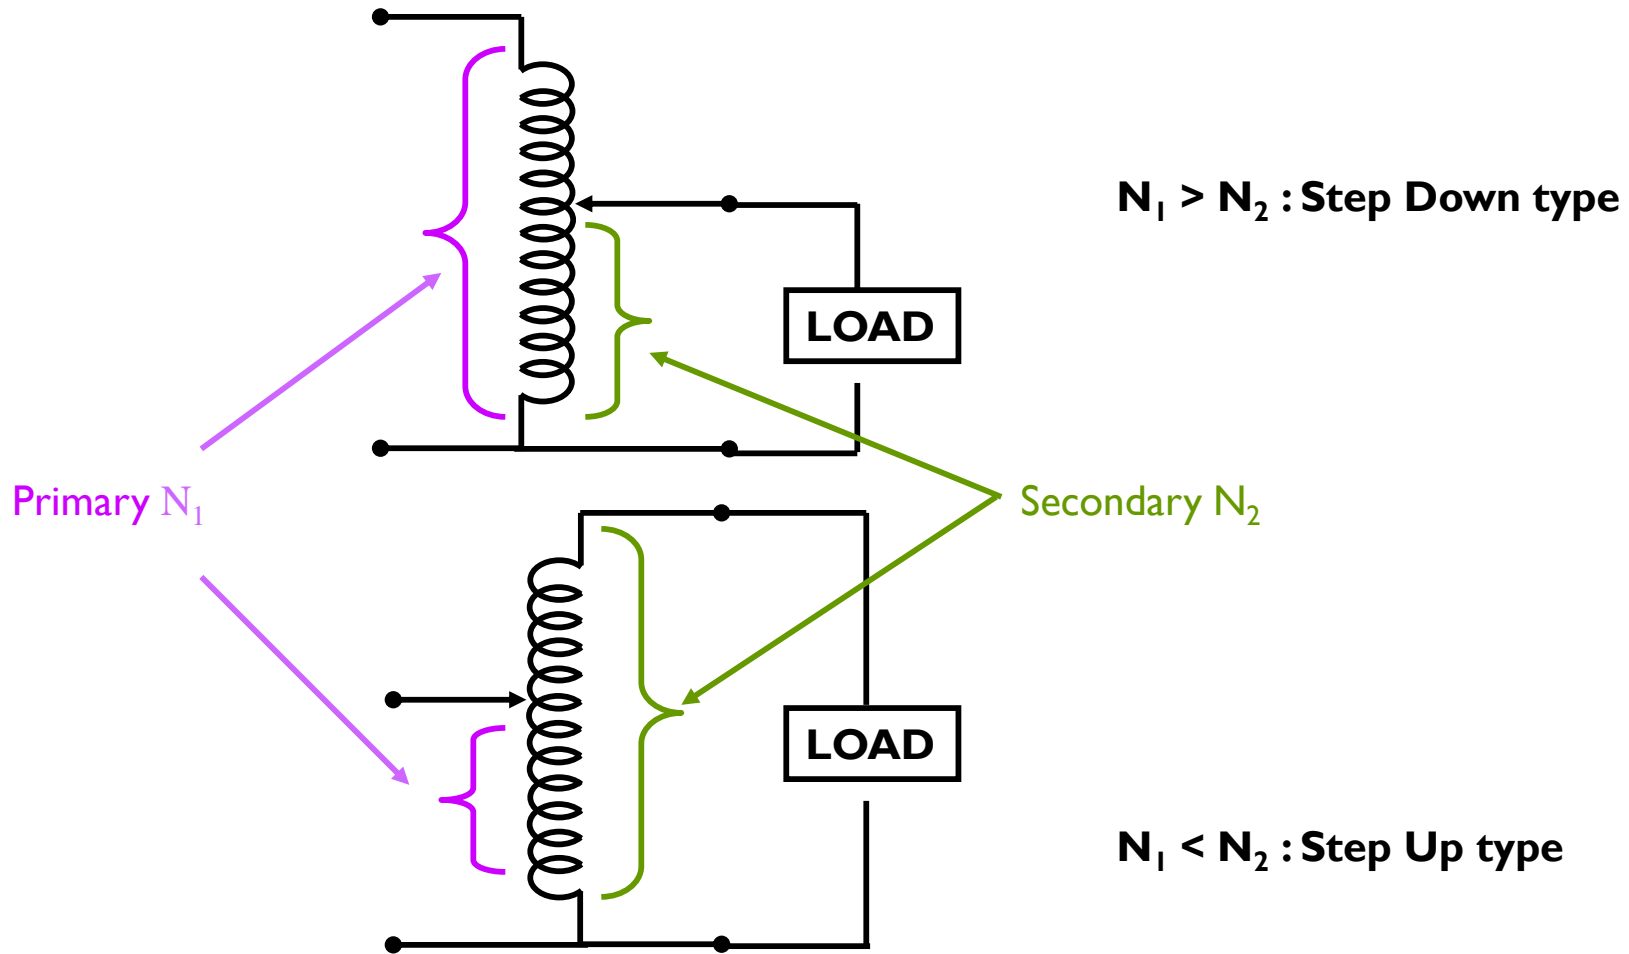 N₁ > N₂ : Step Down type
LOAD
Primary N₁
Secondary N₂
LOAD
N₁ < N₂ : Step Up type